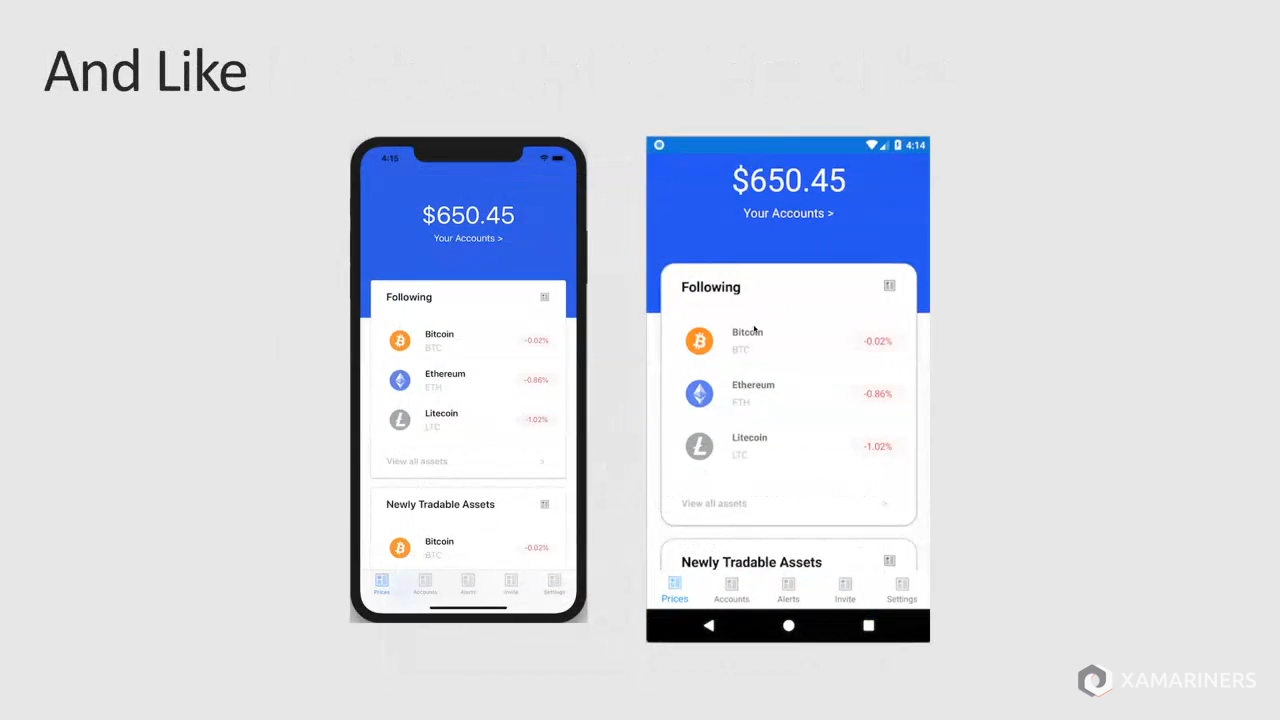 And Like
4:15
$650.45
Your Accounts >
Following
Bitcoin
BTC
-0.02%
Ethereum
ETH
-0.86%
Litecoin
LTC
-1.02%
View all assets >
Newly Tradable Assets
Bitcoin
BTC
-0.02%
Prices Accounts Alerts Invite Settings
4:14
$650.45
Your Accounts >
Following
Bitcoin
BTC
-0.02%
Ethereum
ETH
-0.86%
Litecoin
LTC
-1.02%
View all assets >
Newly Tradable Assets
Prices Accounts Alerts Invite Settings
XAMARINERS